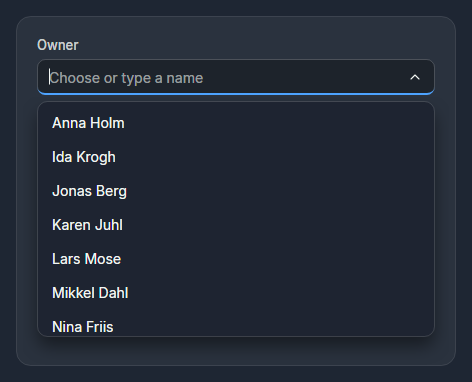 Owner
Choose or type a name
Anna Holm
Ida Krogh
Jonas Berg
Karen Juhl
Lars Mose
Mikkel Dahl
Nina Friis